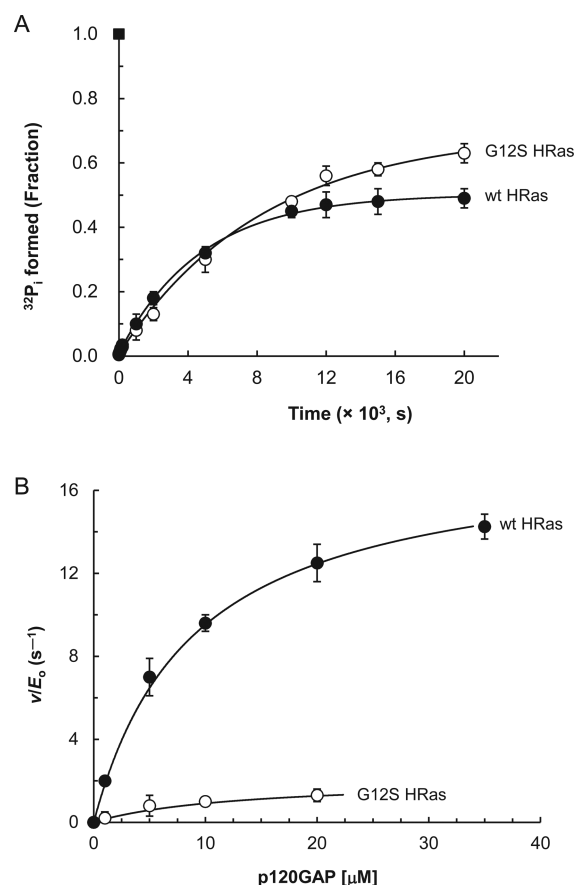 A
1.0
0.8
0.6
0.4
0.2
0.0
³²Pᵢ formed (Fraction)
G12S HRas
wt HRas
0 4 8 12 16 20
Time (× 10³, s)
B
16
12
8
4
0
v/Eₒ (s⁻¹)
wt HRas
G12S HRas
0 10 20 30 40
p120GAP [μM]